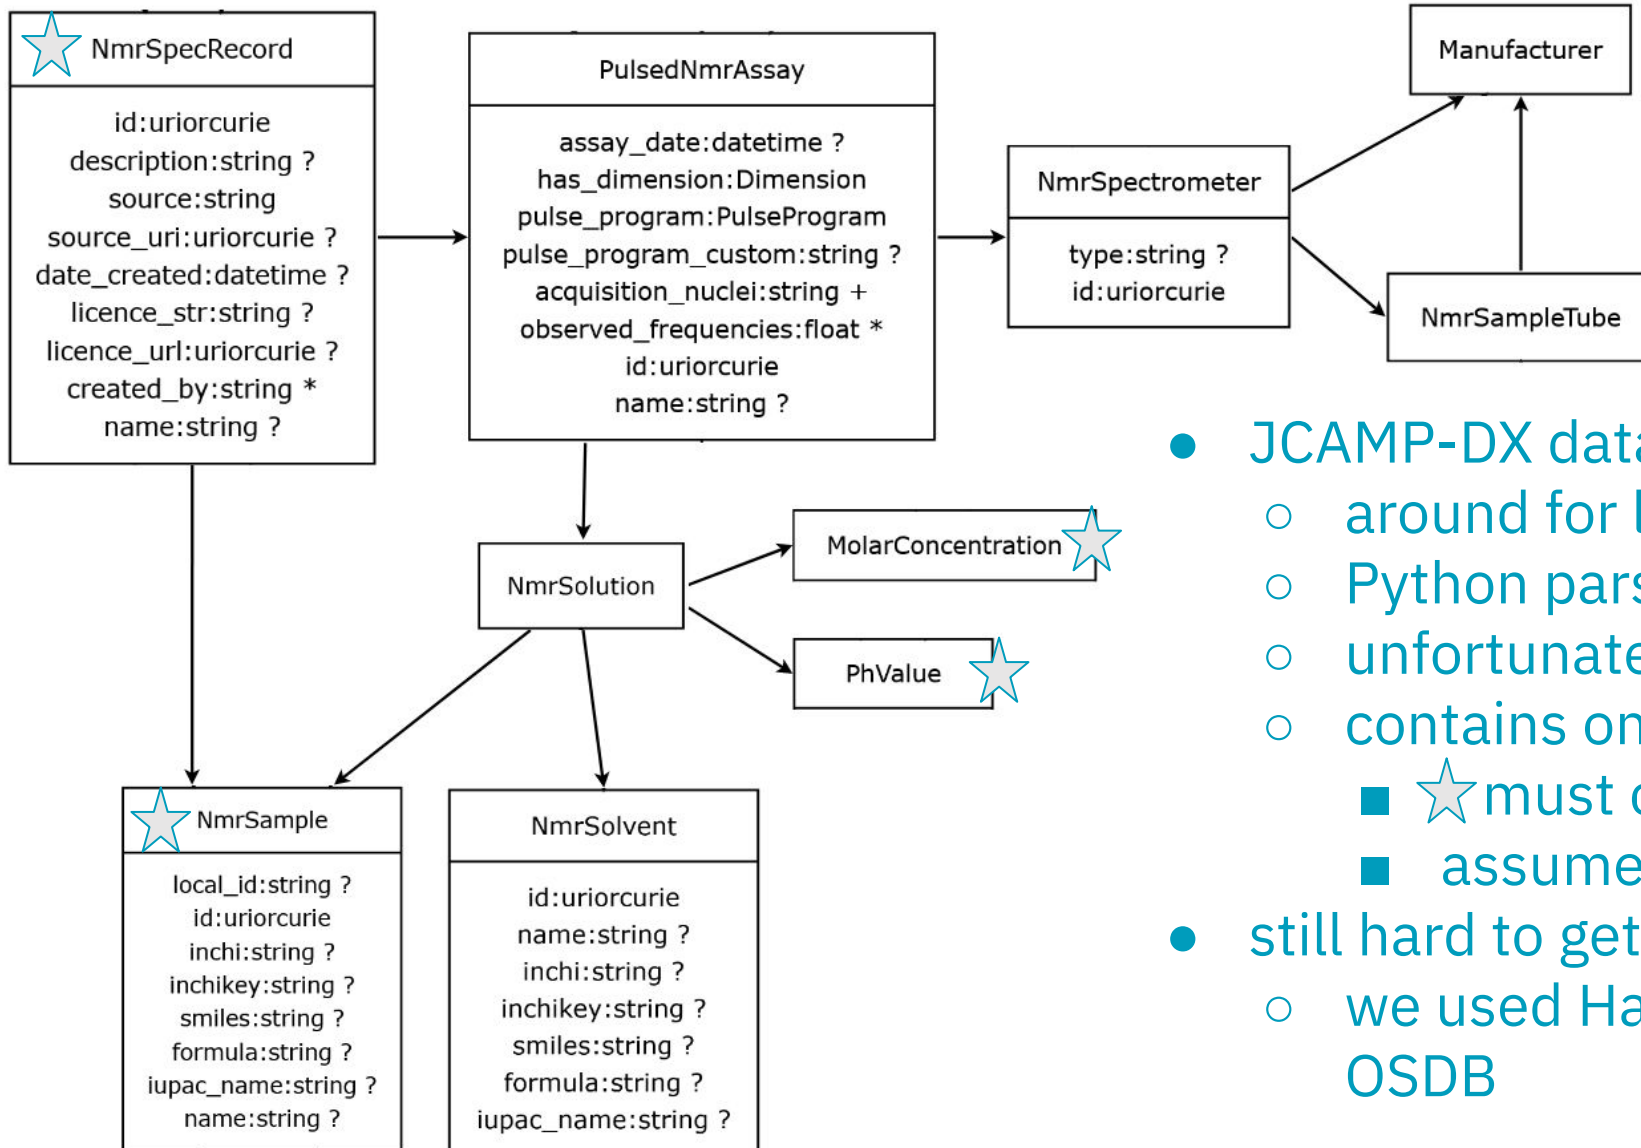 NmrSpecRecord
id:uriorcurie
description:string ?
source:string
source_uri:uriorcurie ?
date_created:datetime ?
licence_str:string ?
licence_url:uriorcurie ?
created_by:string *
name:string ?
PulsedNmrAssay
assay_date:datetime ?
has_dimension:Dimension
pulse_program:PulseProgram
pulse_program_custom:string ?
acquisition_nuclei:string +
observed_frequencies:float *
id:uriorcurie
name:string ?
NmrSpectrometer
type:string ?
id:uriorcurie
Manufacturer
NmrSampleTube
NmrSolution
MolarConcentration
PhValue
NmrSample
local_id:string ?
id:uriorcurie
inchi:string ?
inchikey:string ?
smiles:string ?
formula:string ?
iupac_name:string ?
name:string ?
NmrSolvent
id:uriorcurie
name:string ?
inchi:string ?
inchikey:string ?
smiles:string ?
formula:string ?
iupac_name:string ?
● JCAMP-DX data
○ around for
○ Python pars
○ unfortunate
○ contains on
■ must
■ assume
● still hard to get
○ we used Ha
OSDB